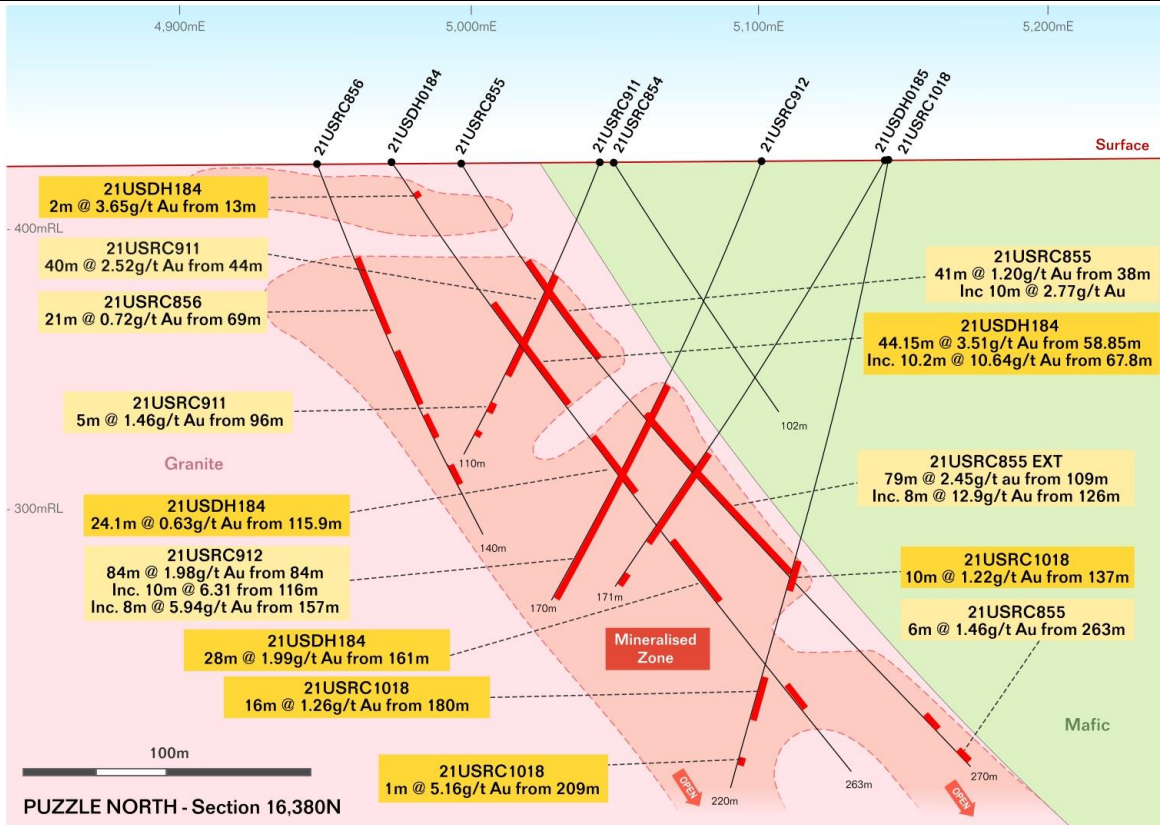 4,900mE
5,000mE
5,100mE
5,200mE
21USRC856
21USDH0184
21USRC855
21USRC911
21USRC854
21USRC912
21USDH0185
21USRC1018
Surface
400mRL
300mRL
21USDH184
2m @ 3.65g/t Au from 13m
21USRC911
40m @ 2.52g/t Au from 44m
21USRC856
21m @ 0.72g/t Au from 69m
21USRC911
5m @ 1.46g/t Au from 96m
Granite
21USDH184
24.1m @ 0.63g/t Au from 115.9m
21USRC912
84m @ 1.98g/t Au from 84m
Inc. 10m @ 6.31 from 116m
Inc. 8m @ 5.94g/t Au from 157m
21USDH184
28m @ 1.99g/t Au from 161m
21USRC1018
16m @ 1.26g/t Au from 180m
21USRC1018
1m @ 5.16g/t Au from 209m
21USRC855
41m @ 1.20g/t Au from 38m
Inc 10m @ 2.77g/t Au
21USDH184
44.15m @ 3.51g/t Au from 58.85m
Inc. 10.2m @ 10.64g/t Au from 67.8m
21USRC855 EXT
79m @ 2.45g/t au from 109m
Inc. 8m @ 12.9g/t Au from 126m
21USRC1018
10m @ 1.22g/t Au from 137m
21USRC855
6m @ 1.46g/t Au from 263m
102m
110m
140m
170m
171m
220m
263m
270m
Mineralised
Zone
Mafic
OPEN
OPEN
100m
PUZZLE NORTH - Section 16,380N